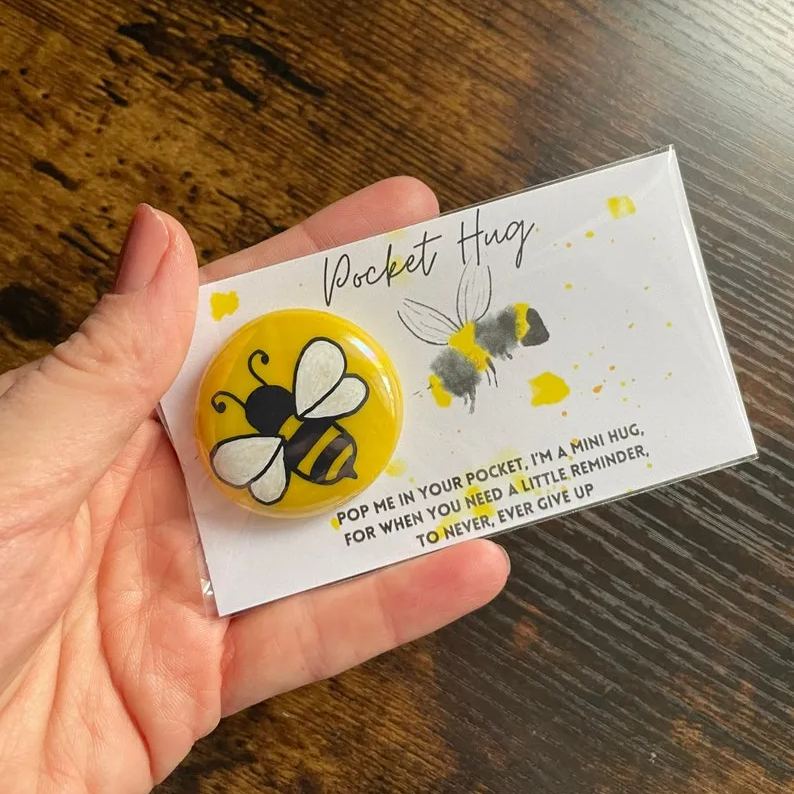 Pocket Hug
POP ME IN YOUR POCKET, I'M A MINI HUG,
FOR WHEN YOU NEED A LITTLE REMINDER,
TO NEVER, EVER GIVE UP